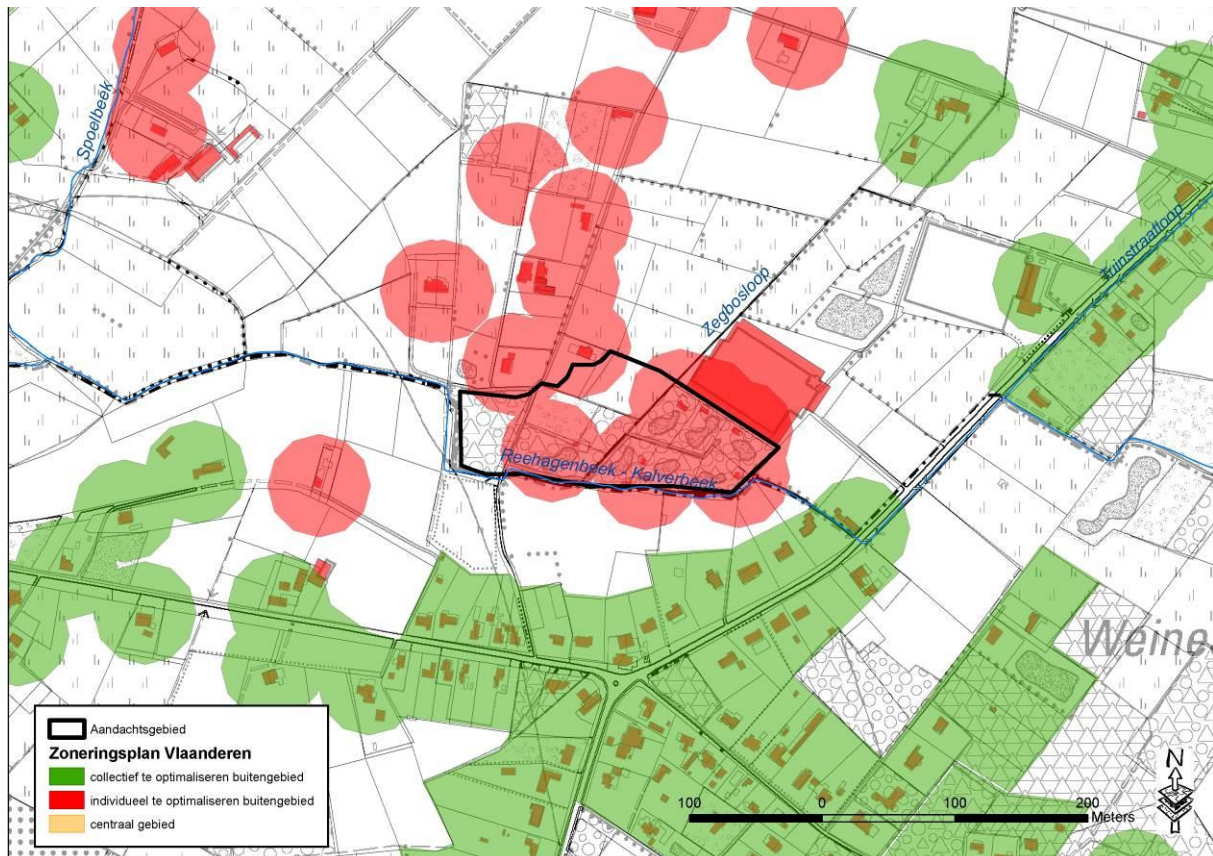 Spoelbeek
Zegbosloop
Tuinstraatloop
Reehagenbeek - Kalverbeek
Weine
Aandachtsgebied
Zoneringsplan Vlaanderen
collectief te optimaliseren buitengebied
individueel te optimaliseren buitengebied
centraal gebied
100 0 100 200
Meters
N